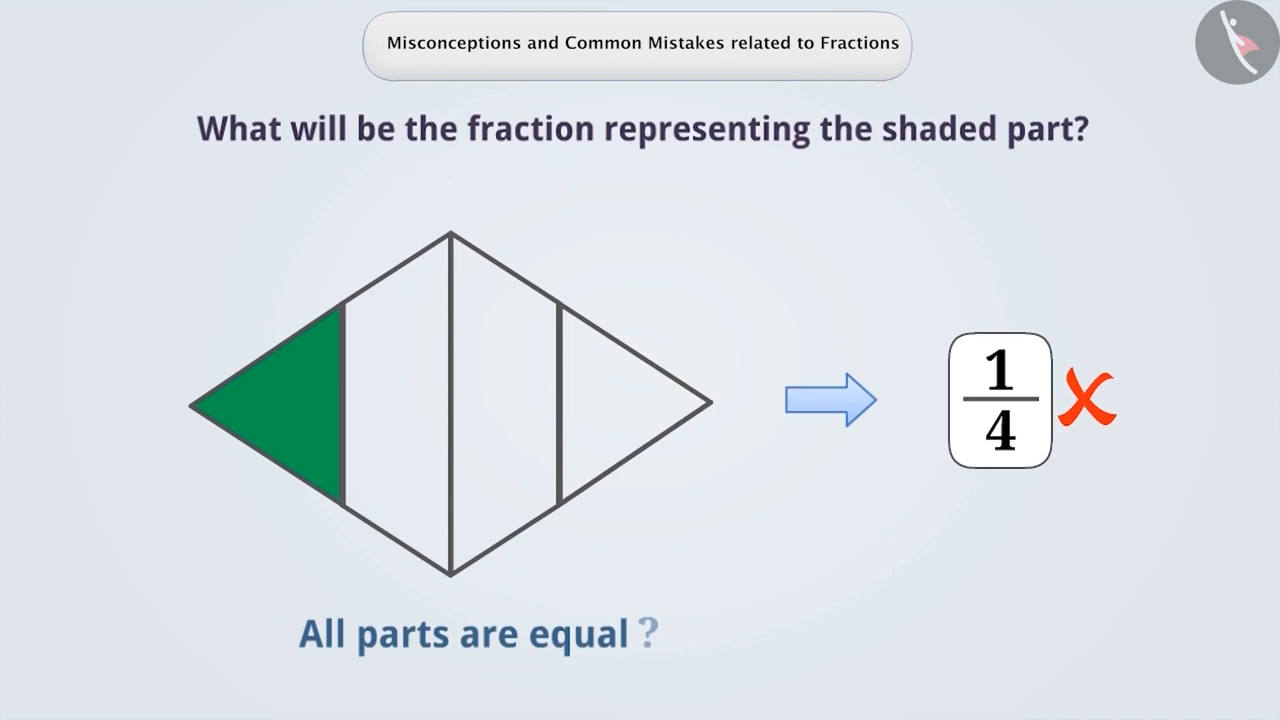 Misconceptions and Common Mistakes related to Fractions
What will be the fraction representing the shaded part?
1
4
All parts are equal ?